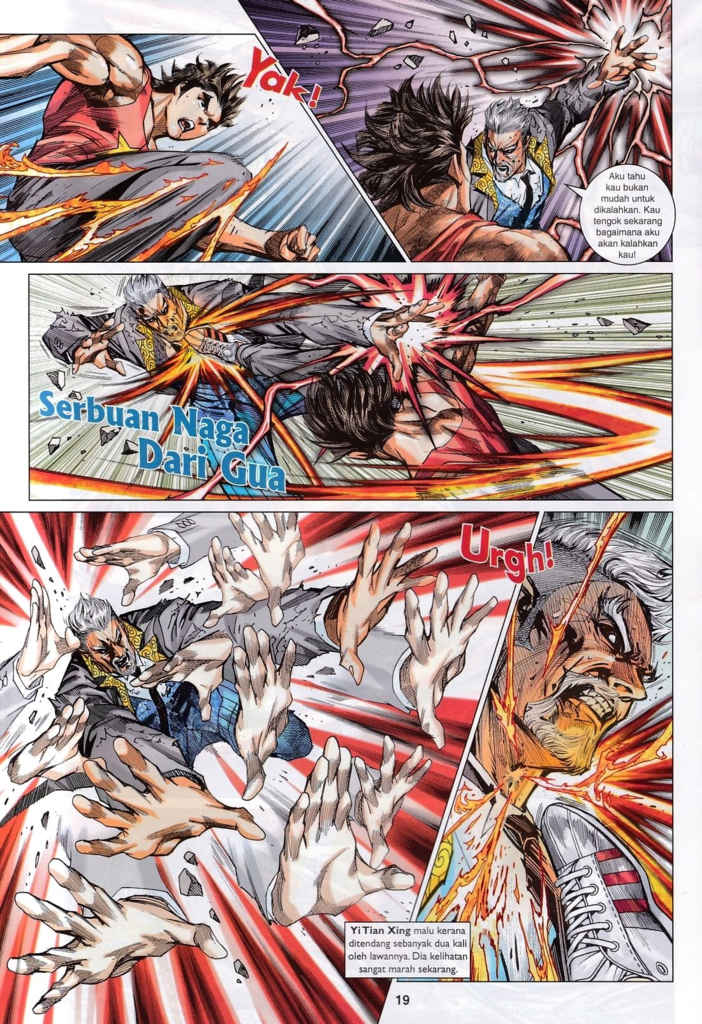 Yak!
Aku tahu
kau bukan
mudah untuk
dikalahkan. Kau
tengok sekarang
bagaimana aku
akan kalahkan
kau!
Serbuan Naga
Dari Gua
Urgh!
Yi Tian Xing malu kerana
ditendang sebanyak dua kali
oleh lawannya. Dia kelihatan
sangat marah sekarang.
19